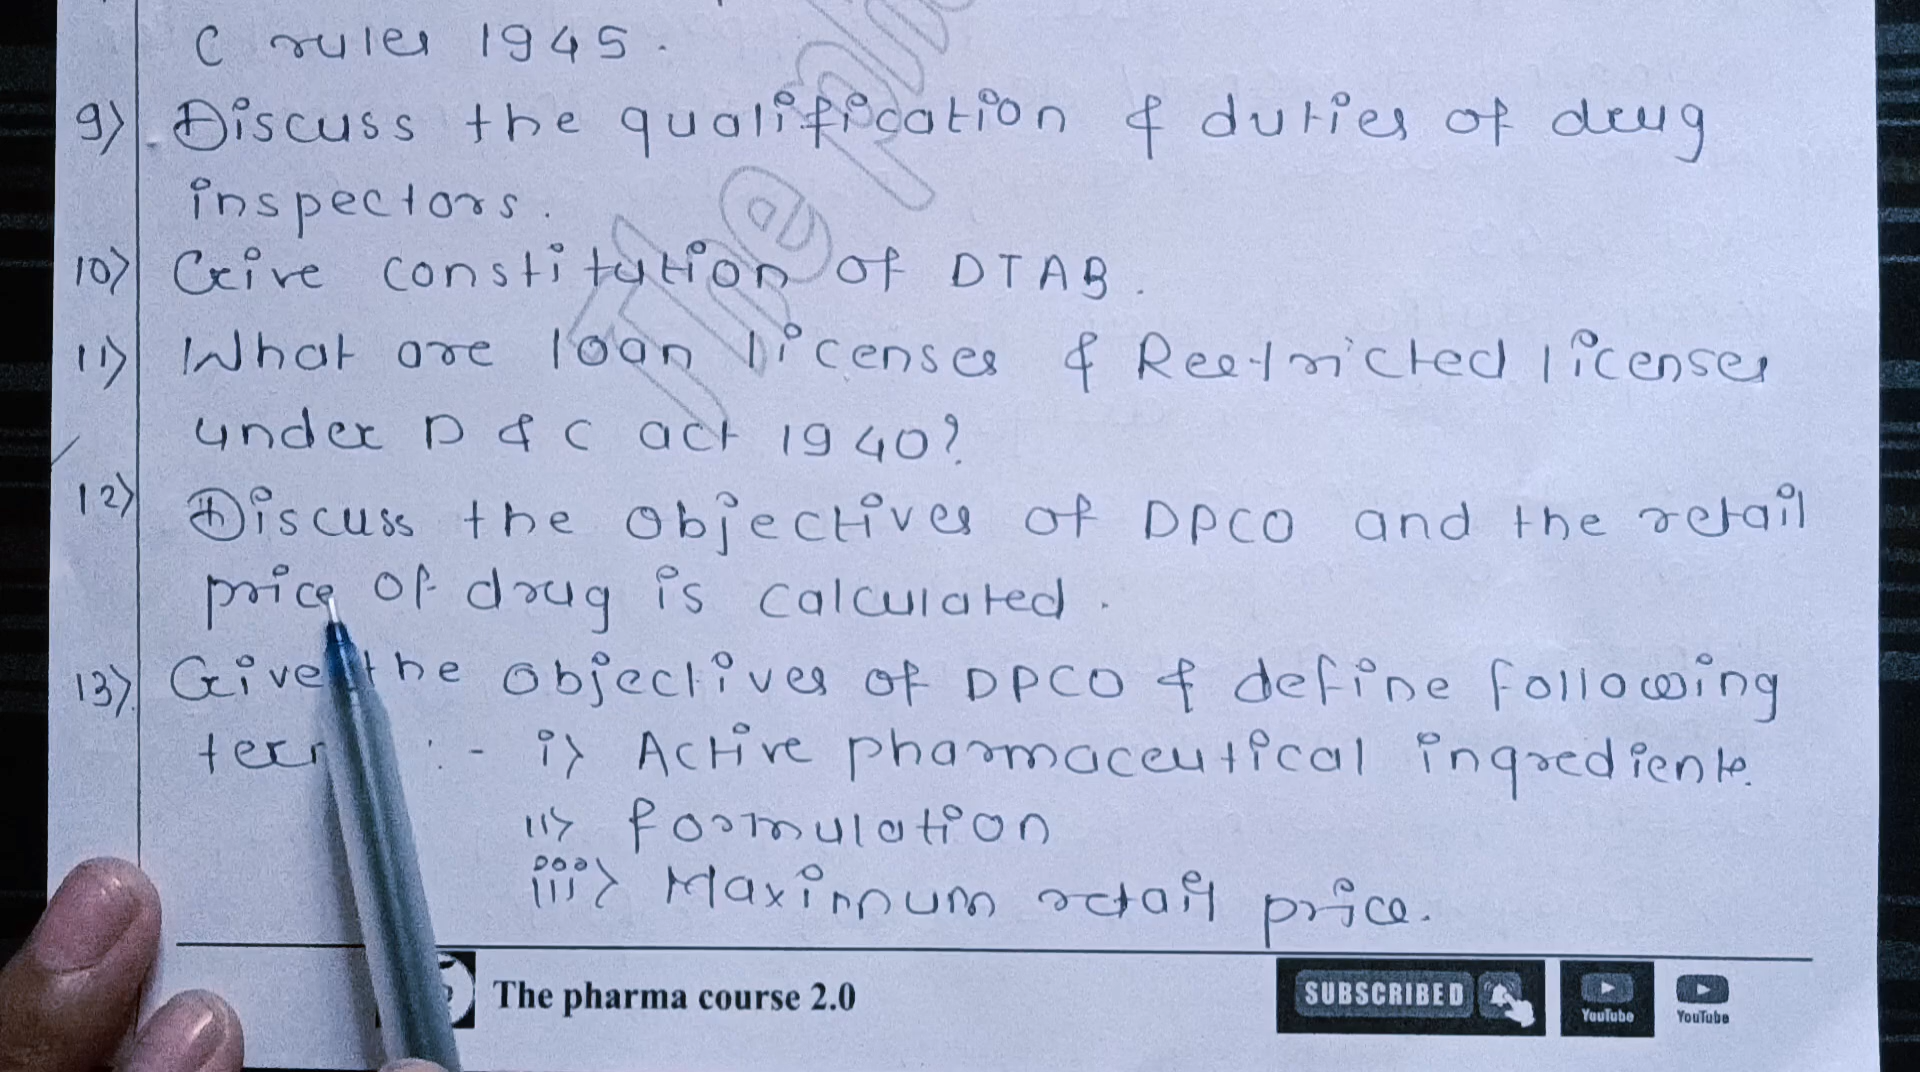 C rules 1945.
9) Discuss the qualification & duties of drug
inspectors.
10) Give constitution of DTAB.
11) What are loan licenses & Restricted licenses
under D & C act 1940?
12) Discuss the objectives of DPCO and the retail
price of drug is calculated.
13) Give the objectives of DPCO & define following
:- i) Active pharmaceutical ingredients.
ii) formulation
iii) Maximum retail price.
The pharma course 2.0
SUBSCRIBED
YouTube
YouTube
The